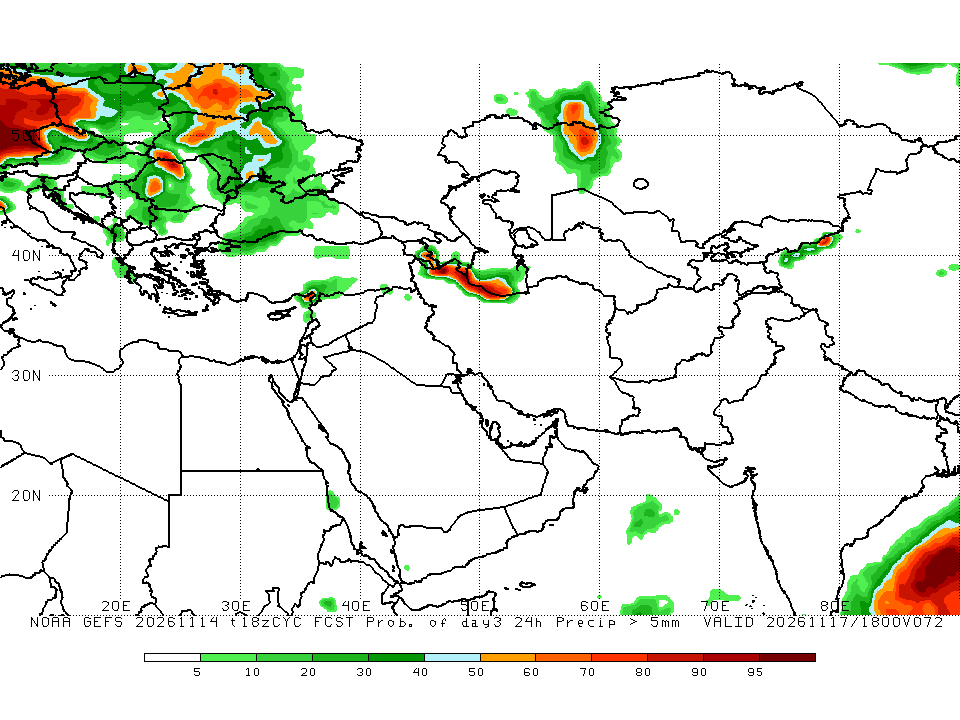 50N
40N
30N
20N
20E 30E 40E 50E 60E 70E 80E
NOAA GEFS 20261114 t18zCYC FCST Prob. of day3 24h Precip > 5mm VALID 20261117/1800V072
5 10 20 30 40 50 60 70 80 90 95